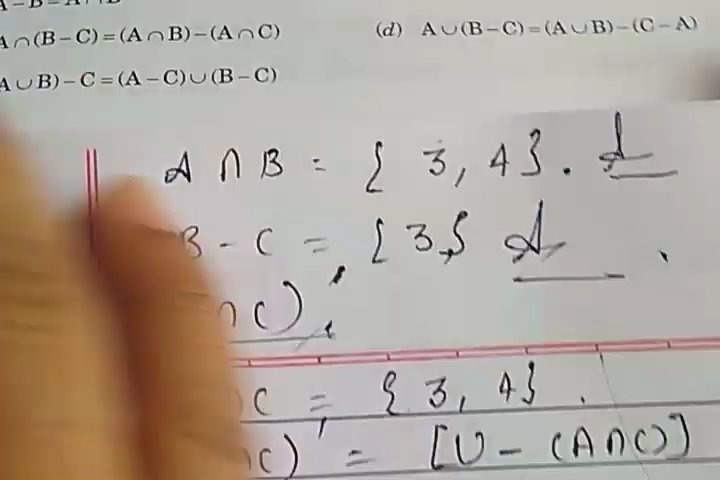 A∩(B−C)=(A∩B)−(A∩C)
(d) A∪(B−C)=(A∪B)−(C−A)
A∪B)−C=(A−C)∪(B−C)
A ∩ B = { 3, 4}.
B - C = { 3,}
∩C)'
C = { 3, 4} .
∩C)' = [U - (A∩C)]